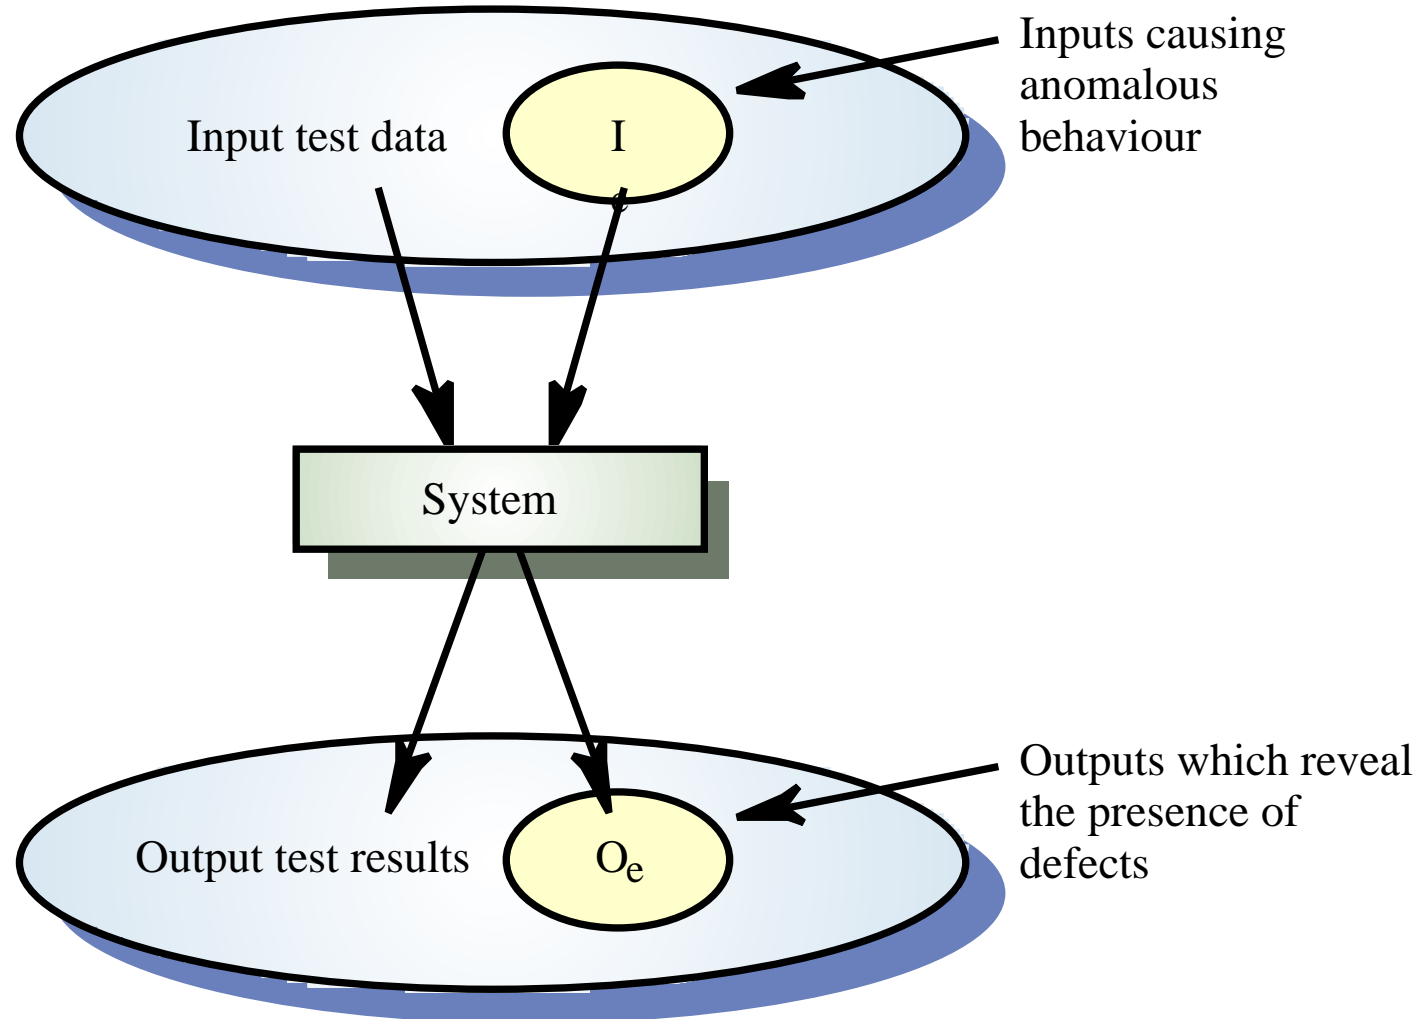 Inputs causing
anomalous
behaviour
Input test data
I
e
System
Outputs which reveal
the presence of
defects
Output test results
Oe